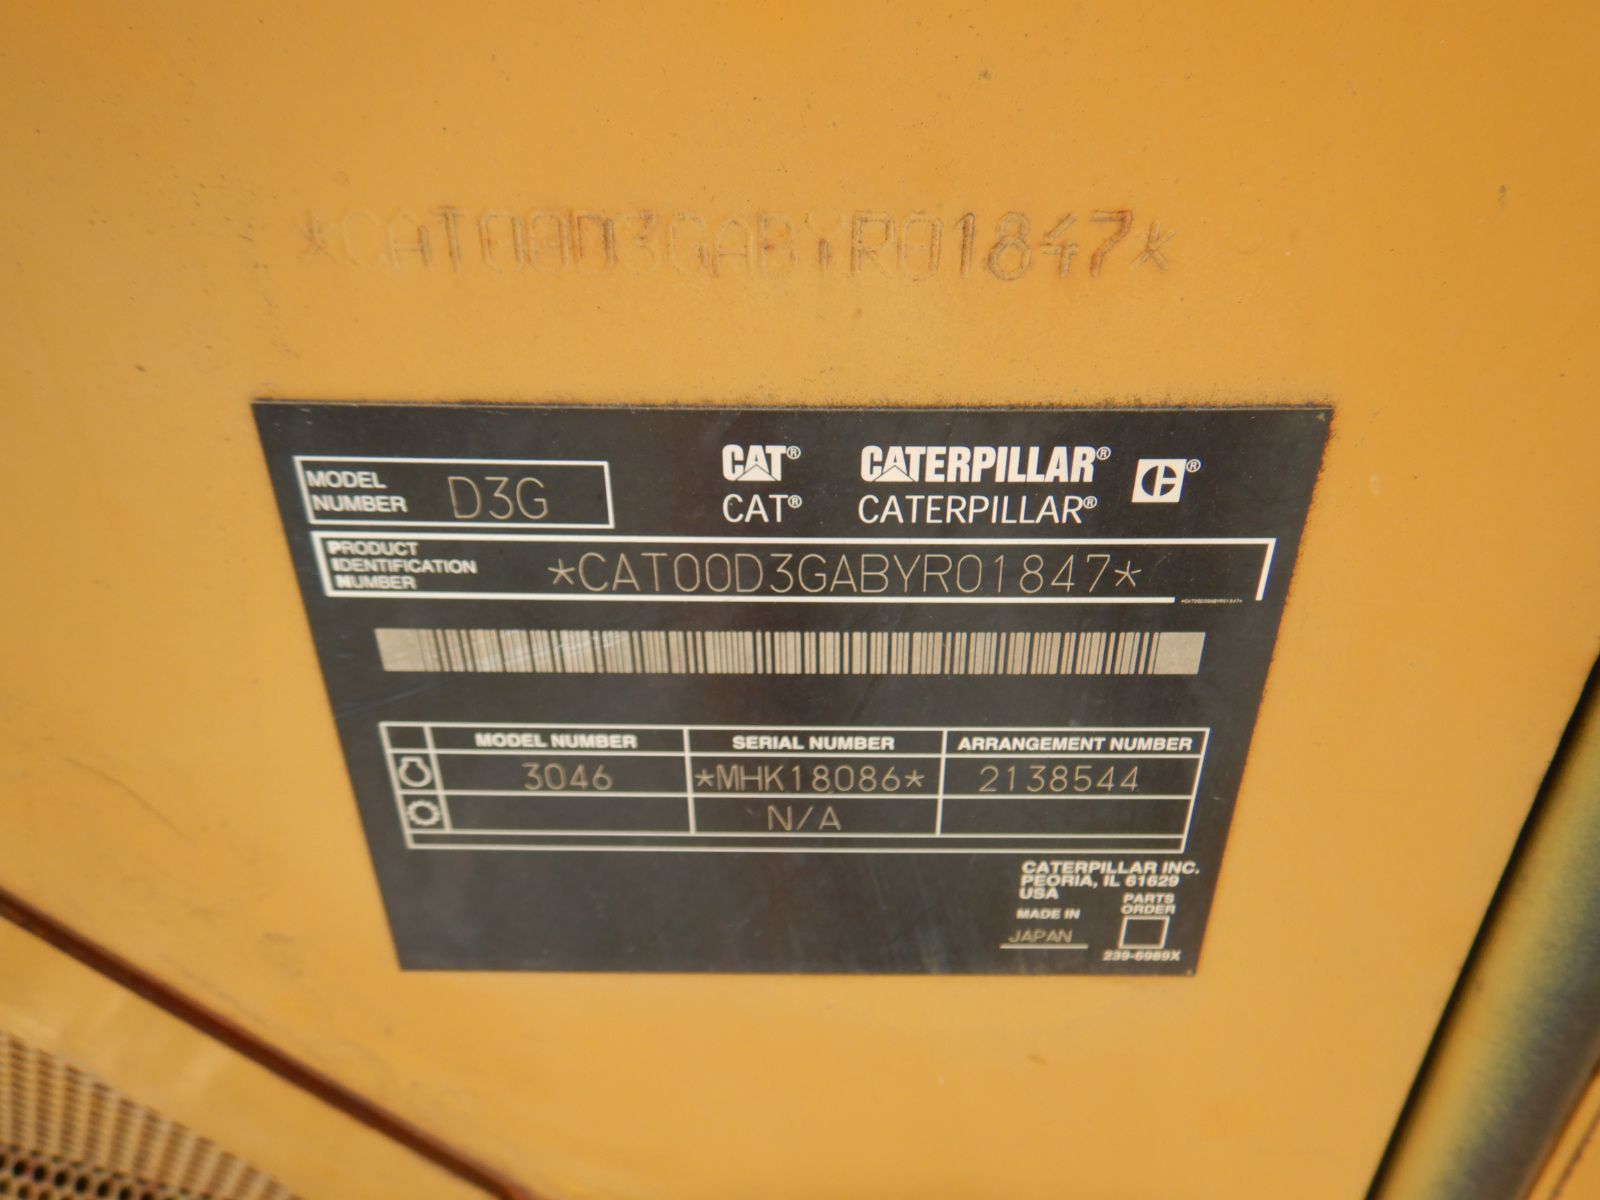 *CAT00D3GABYR01847*
MODEL NUMBER D3G
CAT® CATERPILLAR® ®
CAT® CATERPILLAR®
PRODUCT IDENTIFICATION NUMBER *CAT00D3GABYR01847*
*CAT00D3GABYR01847*
MODEL NUMBER SERIAL NUMBER ARRANGEMENT NUMBER
3046 *MHK18086* 2138544
N/A
CATERPILLAR INC.
PEORIA, IL 61629
USA
MADE IN
JAPAN
PARTS
ORDER
239-6989X